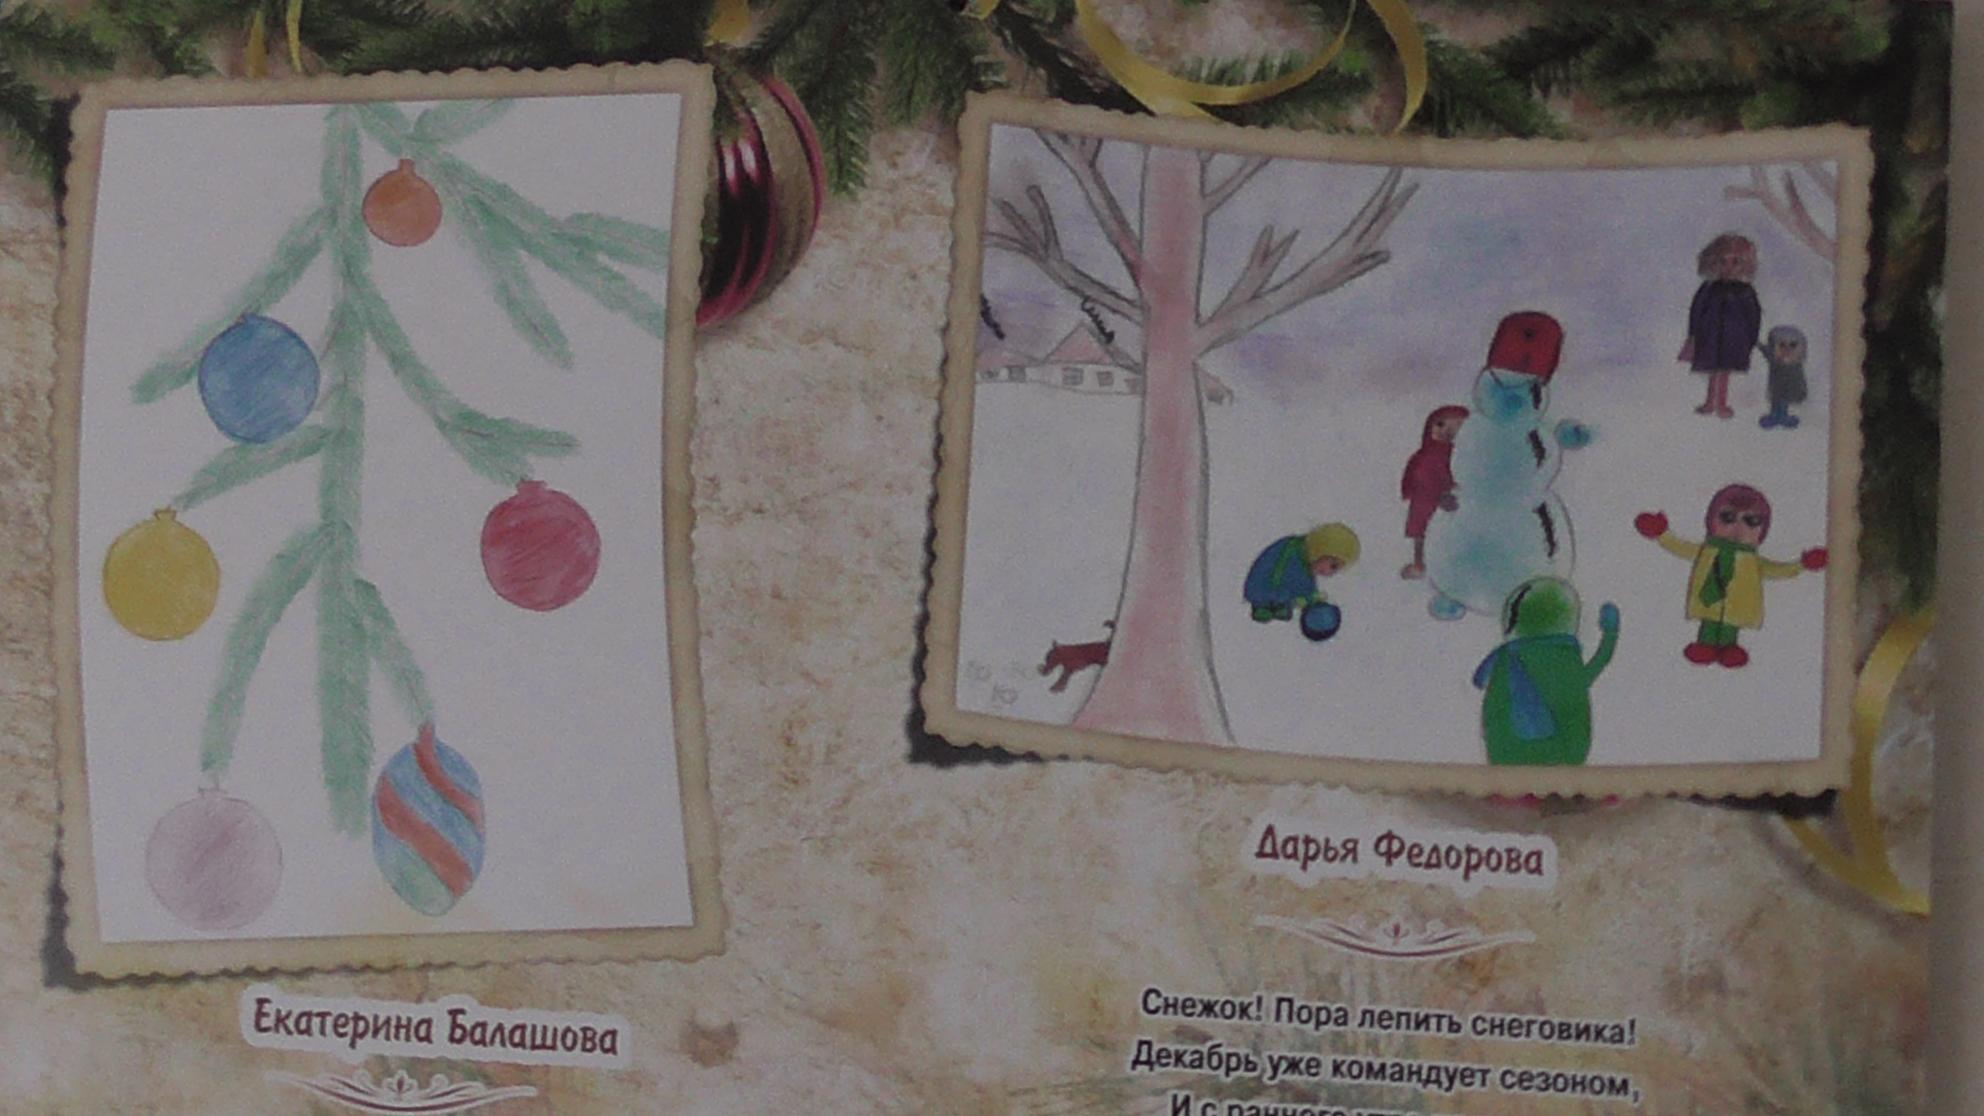 Екатерина Балашова
Дарья Федорова
Снежок! Пора лепить снеговика!
Декабрь уже командует сезоном,
И с